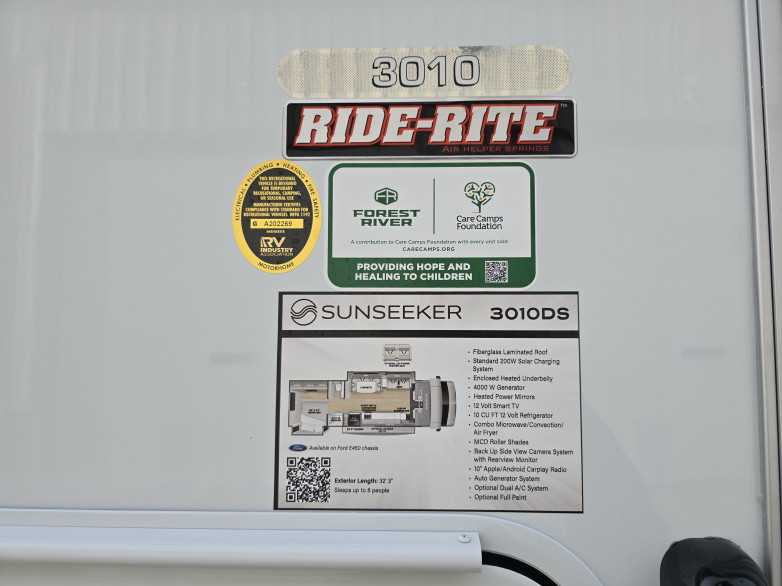 3010
RIDE-RITE™
AIR HELPER SPRINGS
ELECTRICAL • PLUMBING • HEATING • FIRE SAFETY
THIS RECREATIONAL
VEHICLE IS DESIGNED
FOR TEMPORARY
RECREATIONAL, CAMPING,
OR SEASONAL USE
MANUFACTURER CERTIFIES
COMPLIANCE WITH STANDARD FOR
RECREATIONAL VEHICLES NFPA 1192
G A202269
MEMBER
RV
INDUSTRY
ASSOCIATION
MOTORHOME
FR
FOREST
RIVER
Care Camps
Foundation
A contribution to Care Camps Foundation with every unit sold
CARECAMPS.ORG
PROVIDING HOPE AND
HEALING TO CHILDREN
SUNSEEKER 3010DS
• Fiberglass Laminated Roof
• Standard 200W Solar Charging
System
• Enclosed Heated Underbelly
• 4000 W Generator
• Heated Power Mirrors
• 12 Volt Smart TV
• 10 CU FT 12 Volt Refrigerator
• Combo Microwave/Convection/
Air Fryer
• MCD Roller Shades
• Back Up Side View Camera System
with Rearview Monitor
• 10" Apple/Android Carplay Radio
• Auto Generator System
• Optional Dual A/C System
• Optional Full Paint
Ford Available on Ford E450 chassis
Exterior Length: 32' 3"
Sleeps up to 8 people